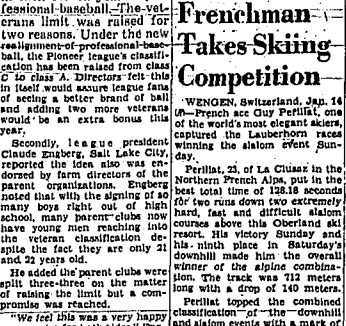 fessional baseball. The vet-
erans limit was raised for
two reasons. Under the new
realignment of professional base-
ball, the Pioneer league's classifi-
cation has been raised from class
C to class A. Directors felt this
in itself would assure league fans
of seeing a better brand of ball
and adding two more veterans
would be an extra bonus this
year.
Secondly, league president
Claude Engberg, Salt Lake City,
reported the idea also was en-
dorsed by farm directors of the
parent organizations. Engberg
noted that with the signing of so
many boys right out of high
school, many parent clubs now
have young men reaching into
the veteran classification de-
spite the fact they are only 21
and 22 years old.
He added the parent clubs were
split three-three on the matter
of raising the limit but a com-
promise was reached.
"We feel this was a very happy
Frenchman
Takes Skiing
Competition
WENGEN, Switzerland, Jan. 14
—French ace Guy Perillat, one
of the world's most elegant skiers,
captured the Lauberhorn races
winning the slalom event Sun-
day.
Perillat, 23, of La Clusaz in the
Northern French Alps, put in the
best total time of 128.18 seconds
for two runs down two extremely
hard, fast and difficult slalom
courses above this Oberland ski
resort. His victory Sunday and
his ninth place in Saturday's
downhill made him the overall
winner of the alpine combina-
tion. The track was 712 meters
long with a drop of 140 meters.
Perillat topped the combined
classification of the downhill
and slalom events with a mark of